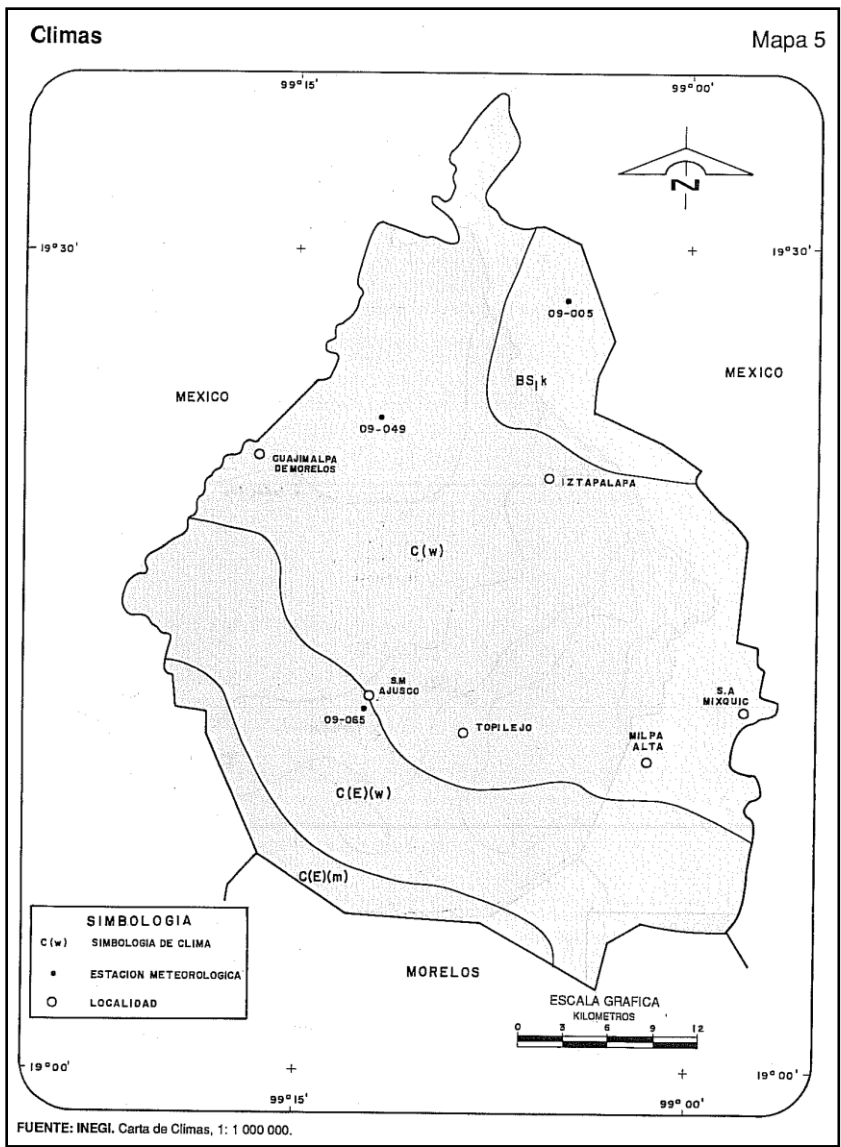 Climas
Mapa 5
99°15'
99°00'
N
19°30'
19°30'
09-005
BS₁k
MEXICO
MEXICO
09-049
CUAJIMALPA
DE MORELOS
IZTAPALAPA
C(w)
S.M
AJUSCO
09-065
TOPILEJO
S.A
MIXQUIC
MILPA
ALTA
C(E)(w)
C(E)(m)
SIMBOLOGIA
C(w) SIMBOLOGIA DE CLIMA
ESTACION METEOROLOGICA
LOCALIDAD
MORELOS
ESCALA GRAFICA
KILOMETROS
0 3 6 9 12
19°00'
19°00'
99°15'
99°00'
FUENTE: INEGI. Carta de Climas, 1: 1 000 000.